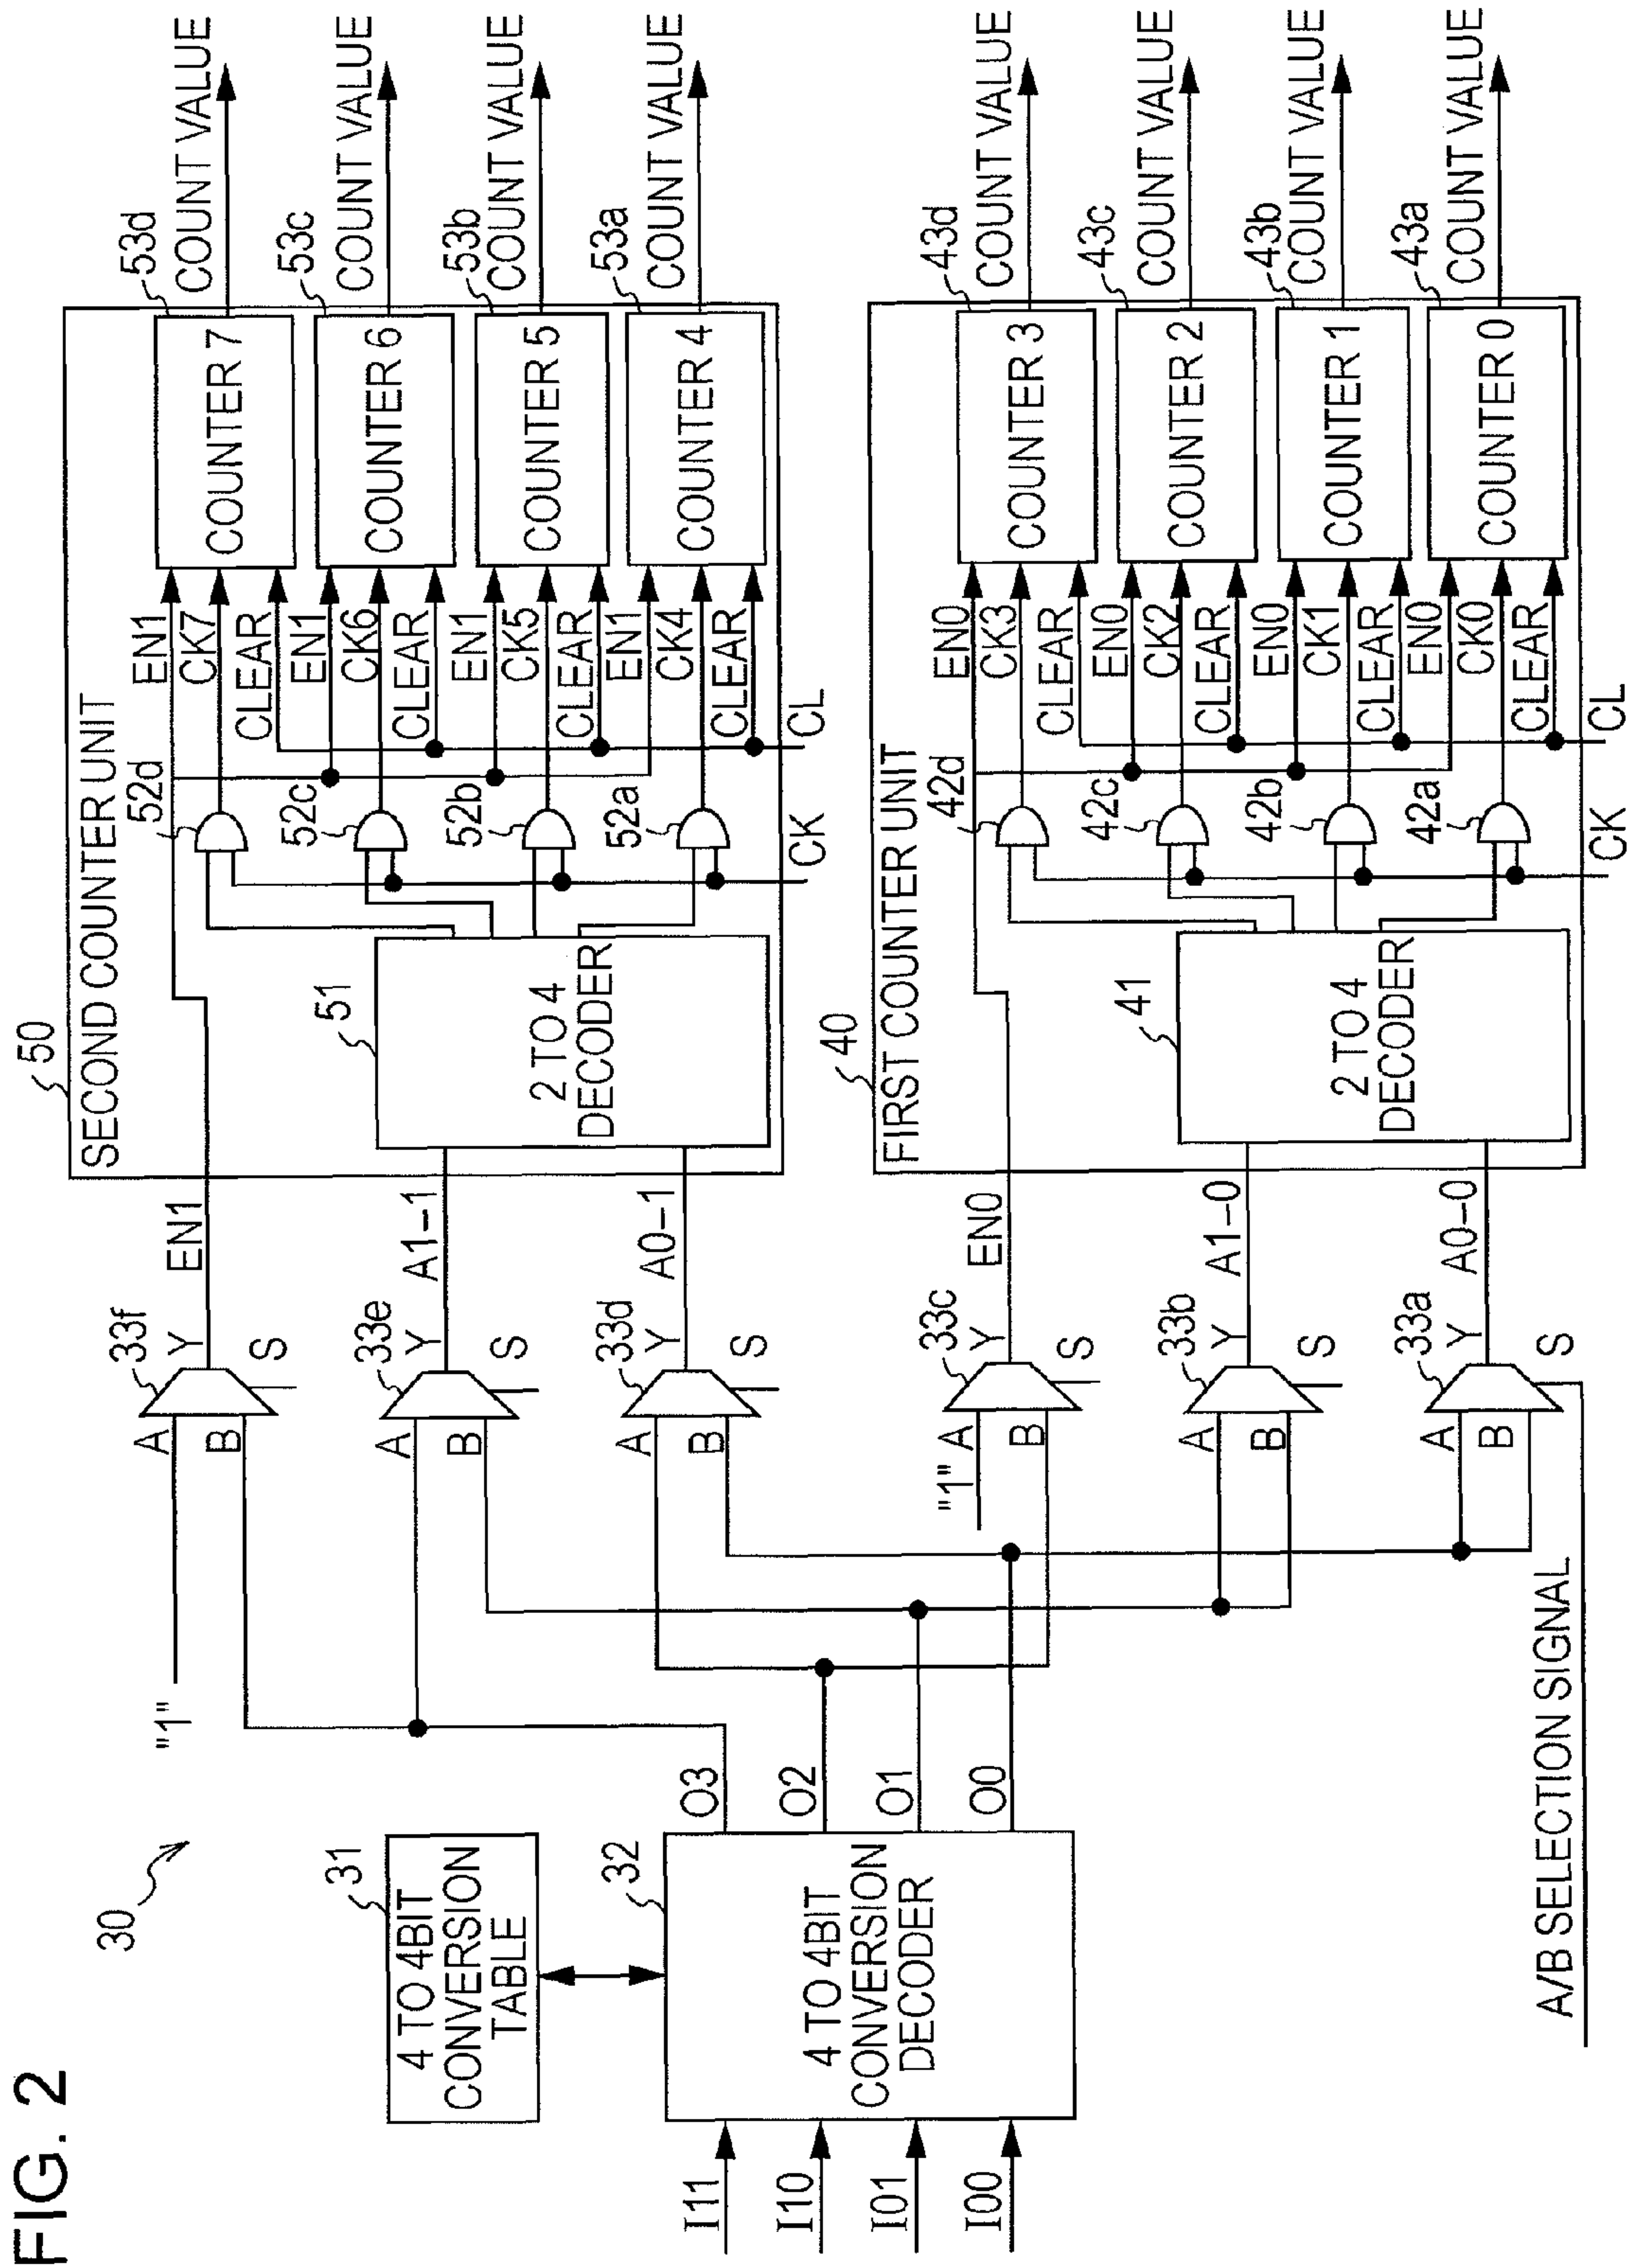 FIG. 2
30
31
4 TO 4BIT
CONVERSION
TABLE
32
4 TO 4BIT
CONVERSION
DECODER
I11
I10
I01
I00
O3
O2
O1
O0
"1"
A
B
33f
Y
S
EN1
A
B
33e
Y
S
A1-1
A
B
33d
Y
S
A0-1
"1"
A
B
33c
Y
S
EN0
A
B
33b
Y
S
A1-0
A
B
33a
Y
S
A0-0
A/B SELECTION SIGNAL
50
SECOND COUNTER UNIT
51
2 TO 4
DECODER
52d
52c
52b
52a
CK
CL
EN1
CK7
CLEAR
EN1
CK6
CLEAR
EN1
CK5
CLEAR
EN1
CK4
CLEAR
COUNTER 7
COUNTER 6
COUNTER 5
COUNTER 4
53d
COUNT VALUE
53c
COUNT VALUE
53b
COUNT VALUE
53a
COUNT VALUE
40
FIRST COUNTER UNIT
41
2 TO 4
DECODER
42d
42c
42b
42a
CK
CL
EN0
CK3
CLEAR
EN0
CK2
CLEAR
EN0
CK1
CLEAR
EN0
CK0
CLEAR
COUNTER 3
COUNTER 2
COUNTER 1
COUNTER 0
43d
COUNT VALUE
43c
COUNT VALUE
43b
COUNT VALUE
43a
COUNT VALUE